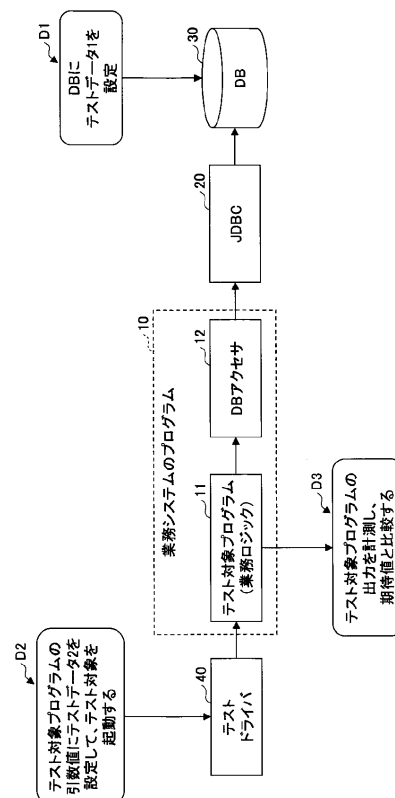 D1
DBに
テストデータ1を
設定
30
DB
20
JDBC
10
業務システムのプログラム
12
DBアクセサ
11
テスト対象プログラム
(業務ロジック)
D3
テスト対象プログラムの
出力を計測し、
期待値と比較する
D2
テスト対象プログラムの
引数値にテストデータ2を
設定して、テスト対象を
起動する
40
テスト
ドライバ